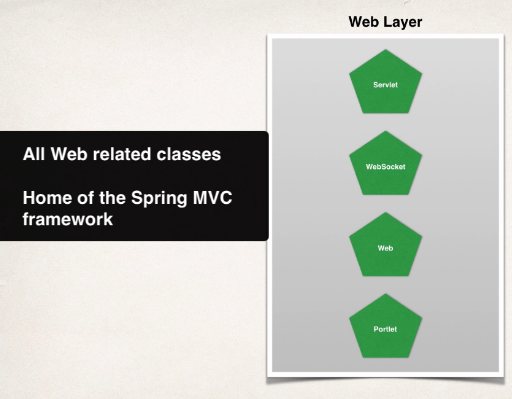 Web Layer
Servlet
All Web related classes
WebSocket
Home of the Spring MVC
framework
Web
Portlet